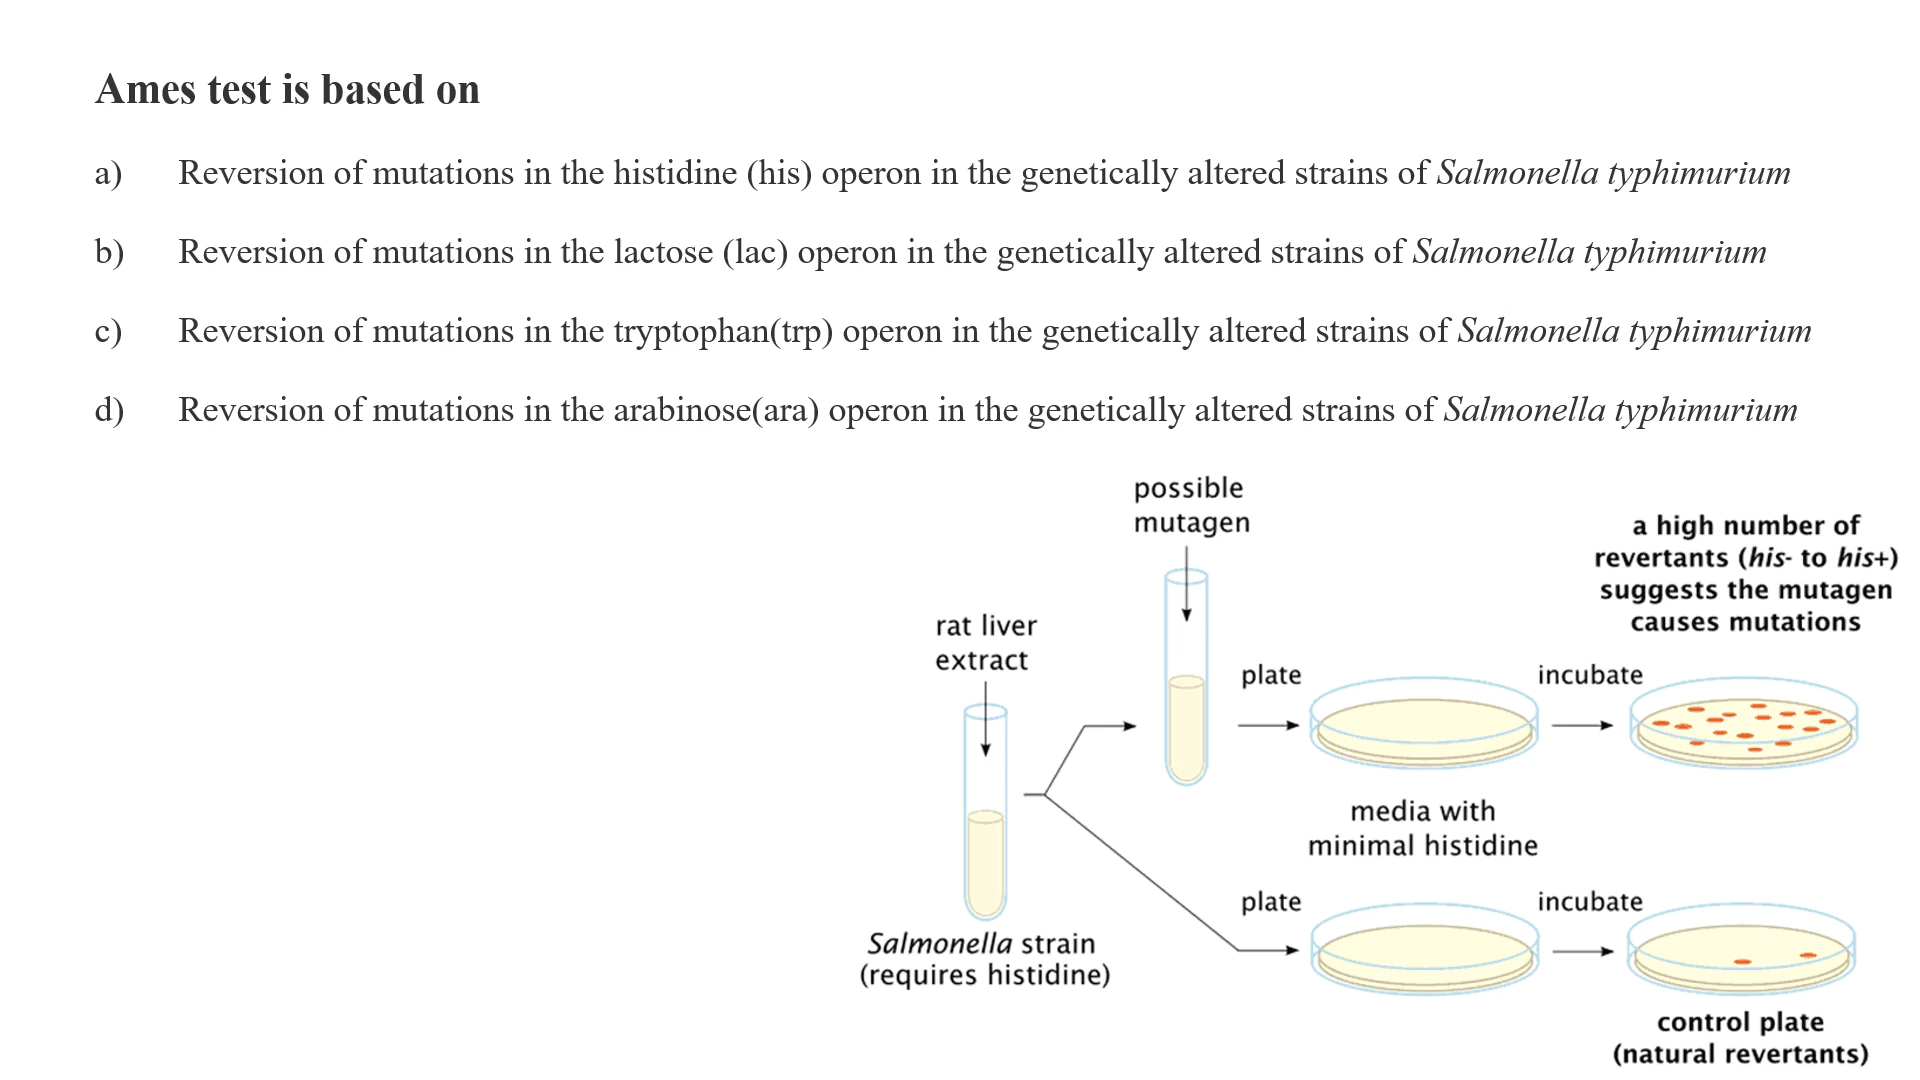 Ames test is based on
a) Reversion of mutations in the histidine (his) operon in the genetically altered strains of Salmonella typhimurium
b) Reversion of mutations in the lactose (lac) operon in the genetically altered strains of Salmonella typhimurium
c) Reversion of mutations in the tryptophan(trp) operon in the genetically altered strains of Salmonella typhimurium
d) Reversion of mutations in the arabinose(ara) operon in the genetically altered strains of Salmonella typhimurium
possible
mutagen
a high number of
revertants (his- to his+)
suggests the mutagen
causes mutations
rat liver
extract
plate
incubate
media with
minimal histidine
plate
incubate
Salmonella strain
(requires histidine)
control plate
(natural revertants)